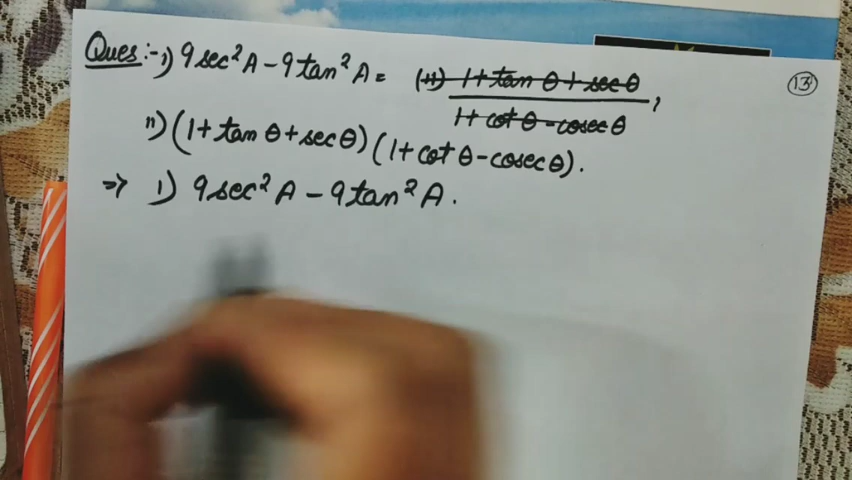 Ques:- i) 9 sec²A - 9 tan²A = (ii) 1 + tan θ + sec θ / 1 + cot θ - cosec θ ,
ii) (1 + tan θ + sec θ) (1 + cot θ - cosec θ).
⇒ i) 9 sec²A - 9 tan²A.
13